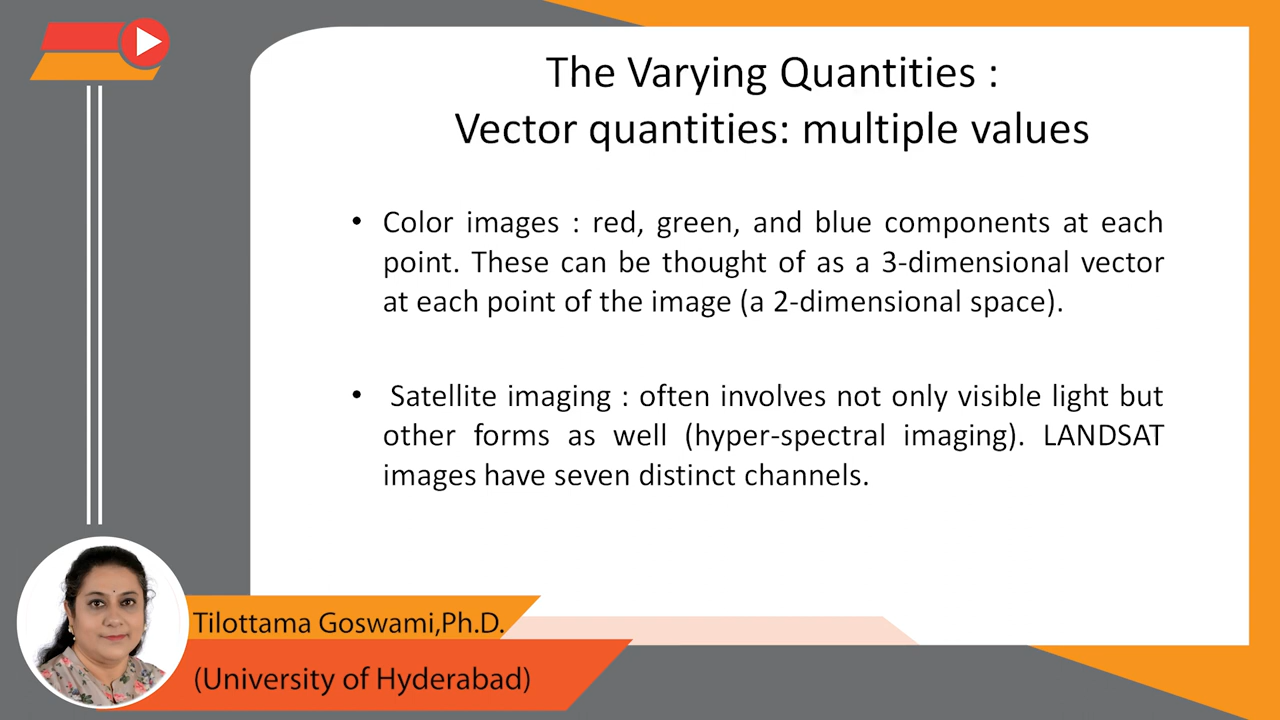 The Varying Quantities :
Vector quantities: multiple values
• Color images : red, green, and blue components at each
point. These can be thought of as a 3-dimensional vector
at each point of the image (a 2-dimensional space).
• Satellite imaging : often involves not only visible light but
other forms as well (hyper-spectral imaging). LANDSAT
images have seven distinct channels.
Tilottama Goswami,Ph.D.
(University of Hyderabad)